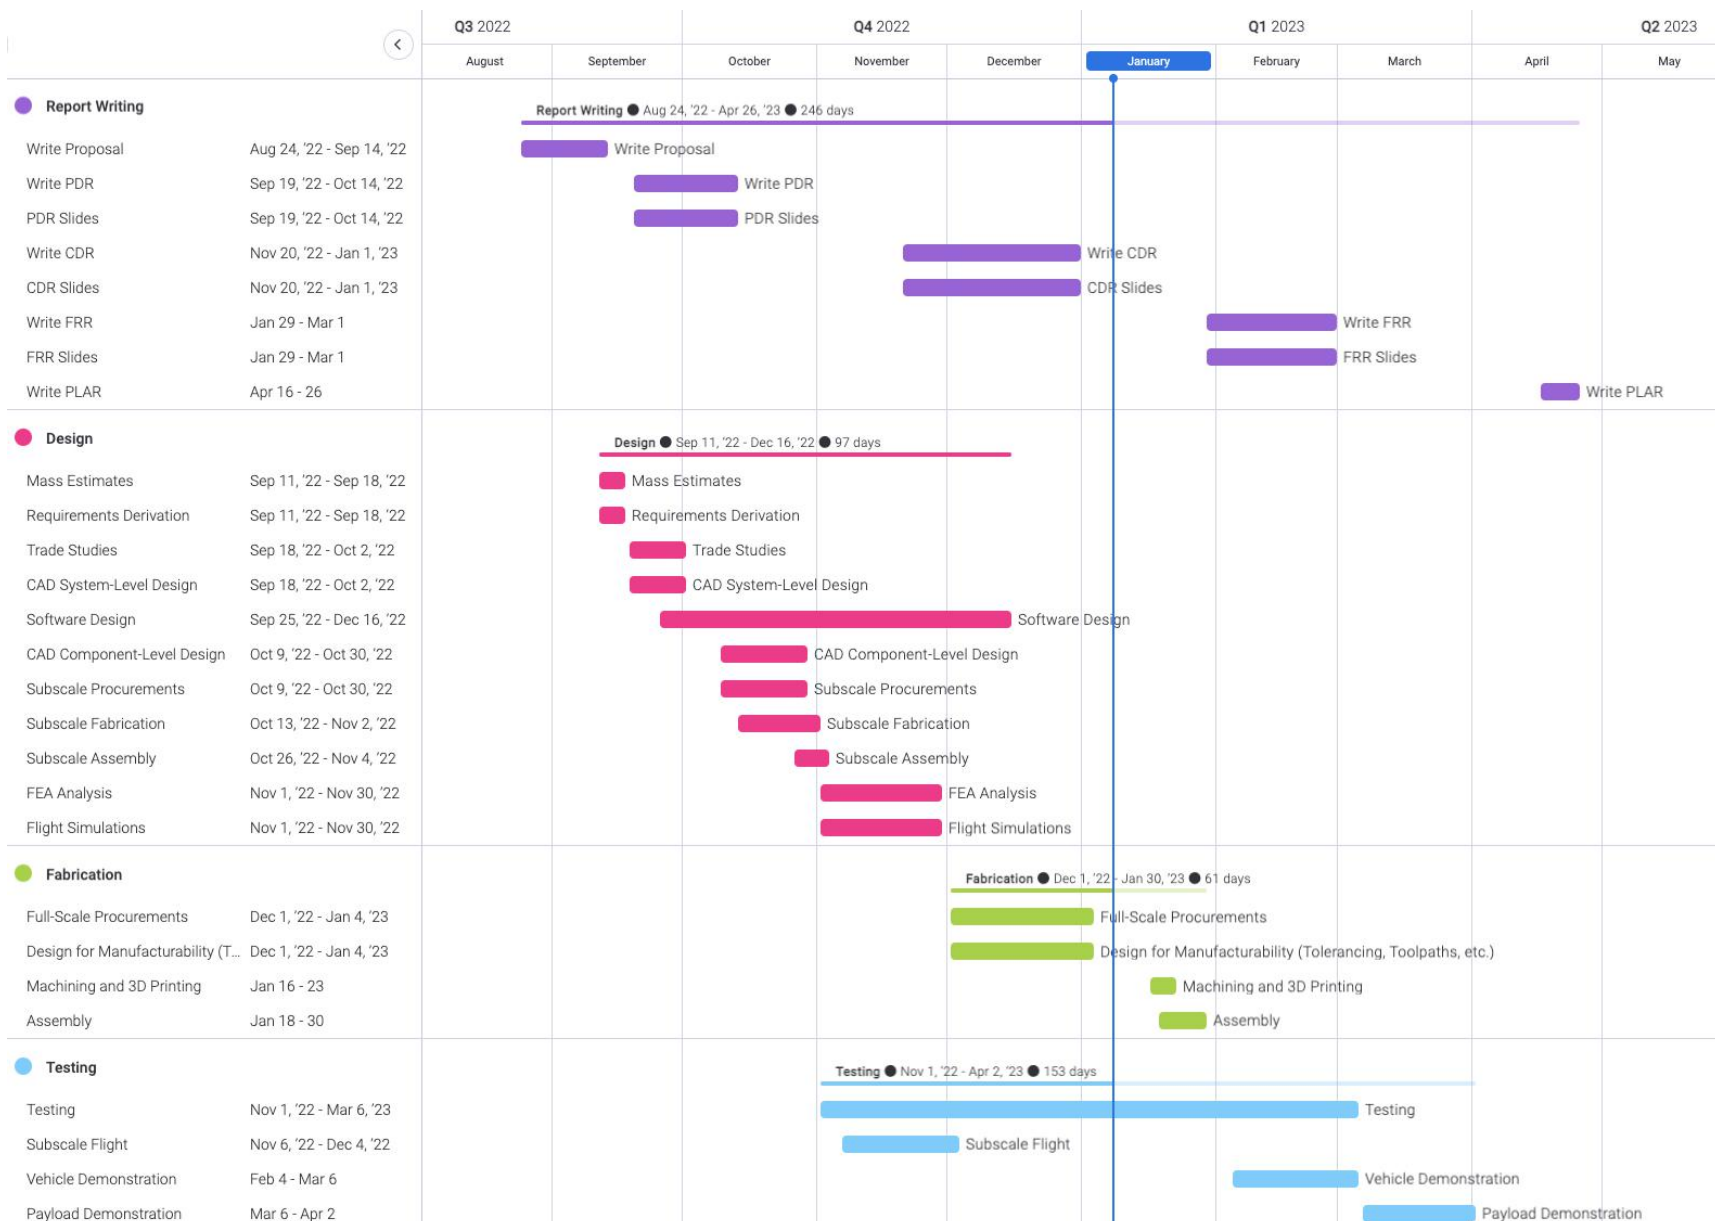 Q3 2022 Q4 2022 Q1 2023 Q2 2023
August September October November December January February March April May
Report Writing
Report Writing ● Aug 24, '22 - Apr 26, '23 ● 246 days
Write Proposal Aug 24, '22 - Sep 14, '22 Write Proposal
Write PDR Sep 19, '22 - Oct 14, '22 Write PDR
PDR Slides Sep 19, '22 - Oct 14, '22 PDR Slides
Write CDR Nov 20, '22 - Jan 1, '23 Write CDR
CDR Slides Nov 20, '22 - Jan 1, '23 CDR Slides
Write FRR Jan 29 - Mar 1 Write FRR
FRR Slides Jan 29 - Mar 1 FRR Slides
Write PLAR Apr 16 - 26 Write PLAR
Design
Design ● Sep 11, '22 - Dec 16, '22 ● 97 days
Mass Estimates Sep 11, '22 - Sep 18, '22 Mass Estimates
Requirements Derivation Sep 11, '22 - Sep 18, '22 Requirements Derivation
Trade Studies Sep 18, '22 - Oct 2, '22 Trade Studies
CAD System-Level Design Sep 18, '22 - Oct 2, '22 CAD System-Level Design
Software Design Sep 25, '22 - Dec 16, '22 Software Design
CAD Component-Level Design Oct 9, '22 - Oct 30, '22 CAD Component-Level Design
Subscale Procurements Oct 9, '22 - Oct 30, '22 Subscale Procurements
Subscale Fabrication Oct 13, '22 - Nov 2, '22 Subscale Fabrication
Subscale Assembly Oct 26, '22 - Nov 4, '22 Subscale Assembly
FEA Analysis Nov 1, '22 - Nov 30, '22 FEA Analysis
Flight Simulations Nov 1, '22 - Nov 30, '22 Flight Simulations
Fabrication
Fabrication ● Dec 1, '22 - Jan 30, '23 ● 61 days
Full-Scale Procurements Dec 1, '22 - Jan 4, '23 Full-Scale Procurements
Design for Manufacturability (T... Dec 1, '22 - Jan 4, '23 Design for Manufacturability (Tolerancing, Toolpaths, etc.)
Machining and 3D Printing Jan 16 - 23 Machining and 3D Printing
Assembly Jan 18 - 30 Assembly
Testing
Testing ● Nov 1, '22 - Apr 2, '23 ● 153 days
Testing Nov 1, '22 - Mar 6, '23 Testing
Subscale Flight Nov 6, '22 - Dec 4, '22 Subscale Flight
Vehicle Demonstration Feb 4 - Mar 6 Vehicle Demonstration
Payload Demonstration Mar 6 - Apr 2 Payload Demonstration